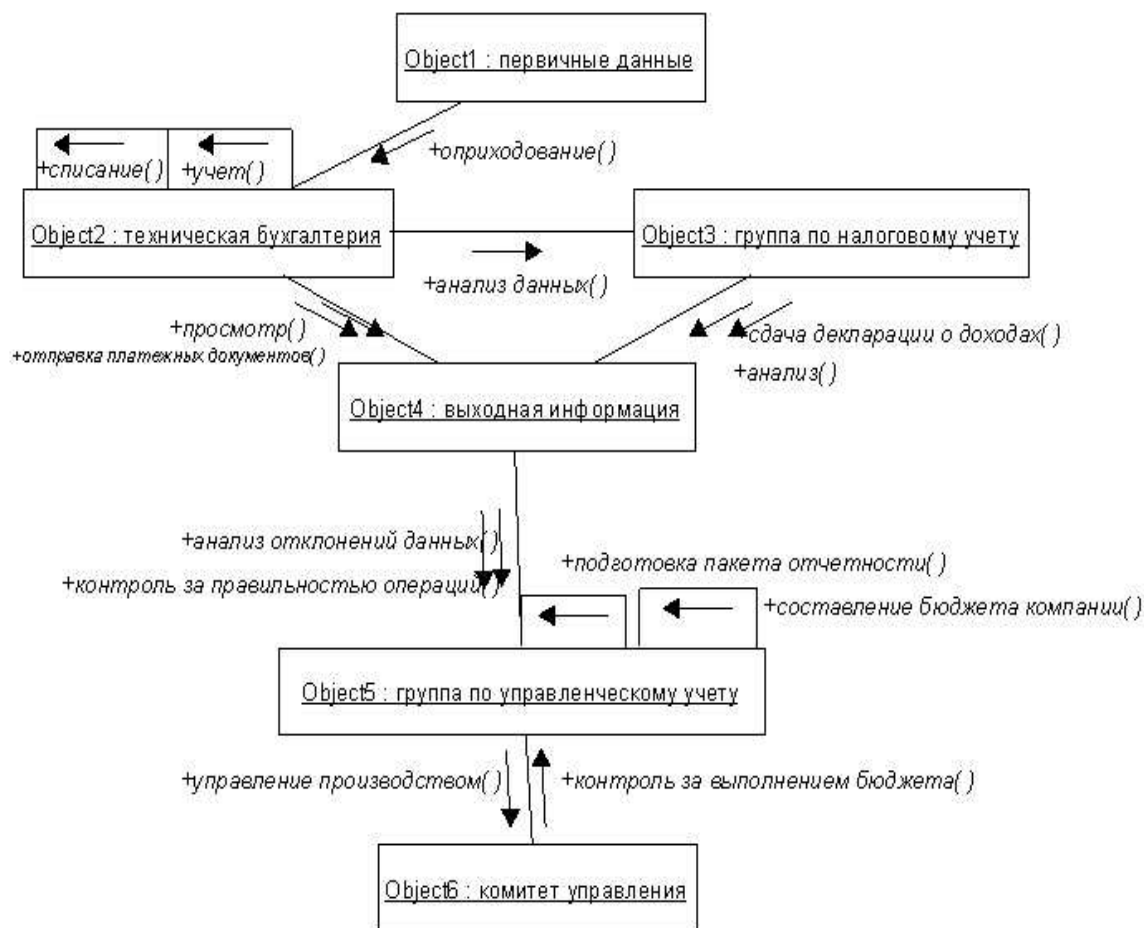 Object1 : первичные данные
+оприходование()
+списание()
+учет()
Object2 : техническая бухгалтерия
Object3 : группа по налоговому учету
+анализ данных()
+просмотр()
+отправка платежных документов()
+сдача декларации о доходах()
+анализ()
Object4 : выходная информация
+анализ отклонений данных()
+контроль за правильностью операций()
+подготовка пакета отчетности()
+составление бюджета компании()
Object5 : группа по управленческому учету
+управление производством()
+контроль за выполнением бюджета()
Object6 : комитет управления